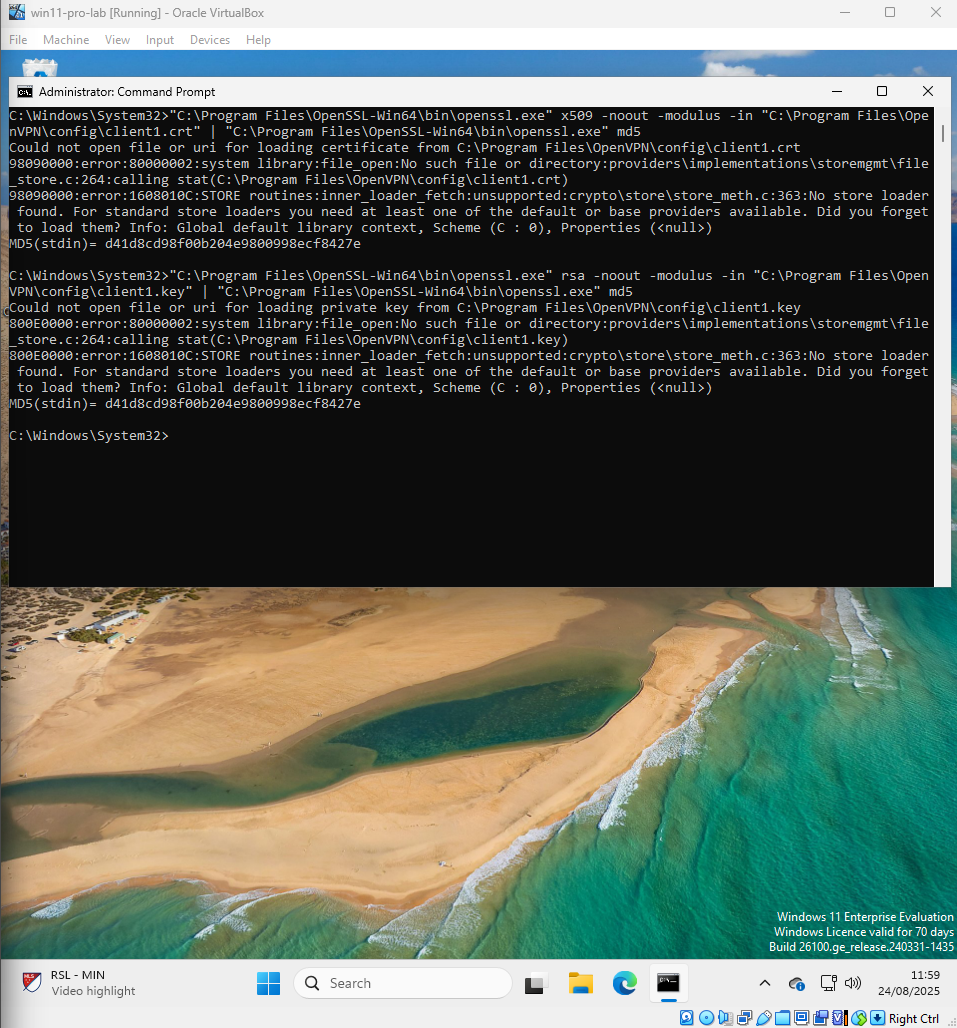 win11-pro-lab [Running] - Oracle VirtualBox
File Machine View Input Devices Help
Administrator: Command Prompt
C:\Windows\System32>"C:\Program Files\OpenSSL-Win64\bin\openssl.exe" x509 -noout -modulus -in "C:\Program Files\Ope
nVPN\config\client1.crt" | "C:\Program Files\OpenSSL-Win64\bin\openssl.exe" md5
Could not open file or uri for loading certificate from C:\Program Files\OpenVPN\config\client1.crt
98090000:error:80000002:system library:file_open:No such file or directory:providers\implementations\storemgmt\file
_store.c:264:calling stat(C:\Program Files\OpenVPN\config\client1.crt)
98090000:error:1608010C:STORE routines:inner_loader_fetch:unsupported:crypto\store\store_meth.c:363:No store loader
 found. For standard store loaders you need at least one of the default or base providers available. Did you forget
 to load them? Info: Global default library context, Scheme (C : 0), Properties (<null>)
MD5(stdin)= d41d8cd98f00b204e9800998ecf8427e
C:\Windows\System32>"C:\Program Files\OpenSSL-Win64\bin\openssl.exe" rsa -noout -modulus -in "C:\Program Files\Open
VPN\config\client1.key" | "C:\Program Files\OpenSSL-Win64\bin\openssl.exe" md5
Could not open file or uri for loading private key from C:\Program Files\OpenVPN\config\client1.key
800E0000:error:80000002:system library:file_open:No such file or directory:providers\implementations\storemgmt\file
_store.c:264:calling stat(C:\Program Files\OpenVPN\config\client1.key)
800E0000:error:1608010C:STORE routines:inner_loader_fetch:unsupported:crypto\store\store_meth.c:363:No store loader
 found. For standard store loaders you need at least one of the default or base providers available. Did you forget
 to load them? Info: Global default library context, Scheme (C : 0), Properties (<null>)
MD5(stdin)= d41d8cd98f00b204e9800998ecf8427e
C:\Windows\System32>
Windows 11 Enterprise Evaluation
Windows Licence valid for 70 days
Build 26100.ge_release.240331-1435
RSL - MIN
Video highlight
Search
11:59
24/08/2025
Right Ctrl